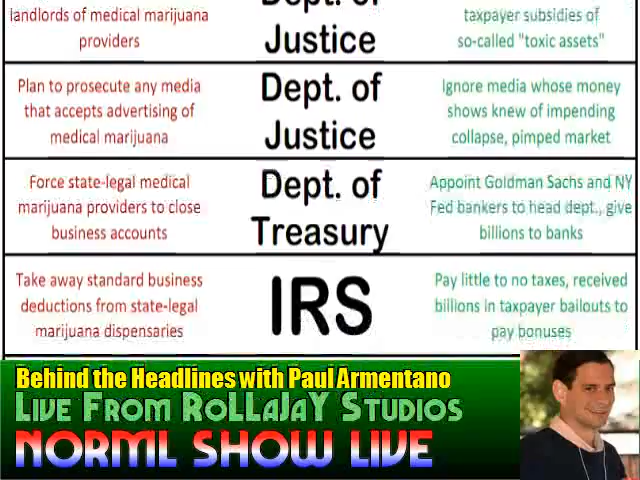 landlords of medical marijuana
providers
Dept. of
Justice
taxpayer subsidies of
so-called "toxic assets"
Plan to prosecute any media
that accepts advertising of
medical marijuana
Dept. of
Justice
Ignore media whose money
shows knew of impending
collapse, pimped market
Force state-legal medical
marijuana providers to close
business accounts
Dept. of
Treasury
Appoint Goldman Sachs and NY
Fed bankers to head dept., give
billions to banks
Take away standard business
deductions from state-legal
marijuana dispensaries
IRS
Pay little to no taxes, received
billions in taxpayer bailouts to
pay bonuses
Behind the Headlines with Paul Armentano
Live From RoLLaJaY Studios
NORML SHOW LIVE